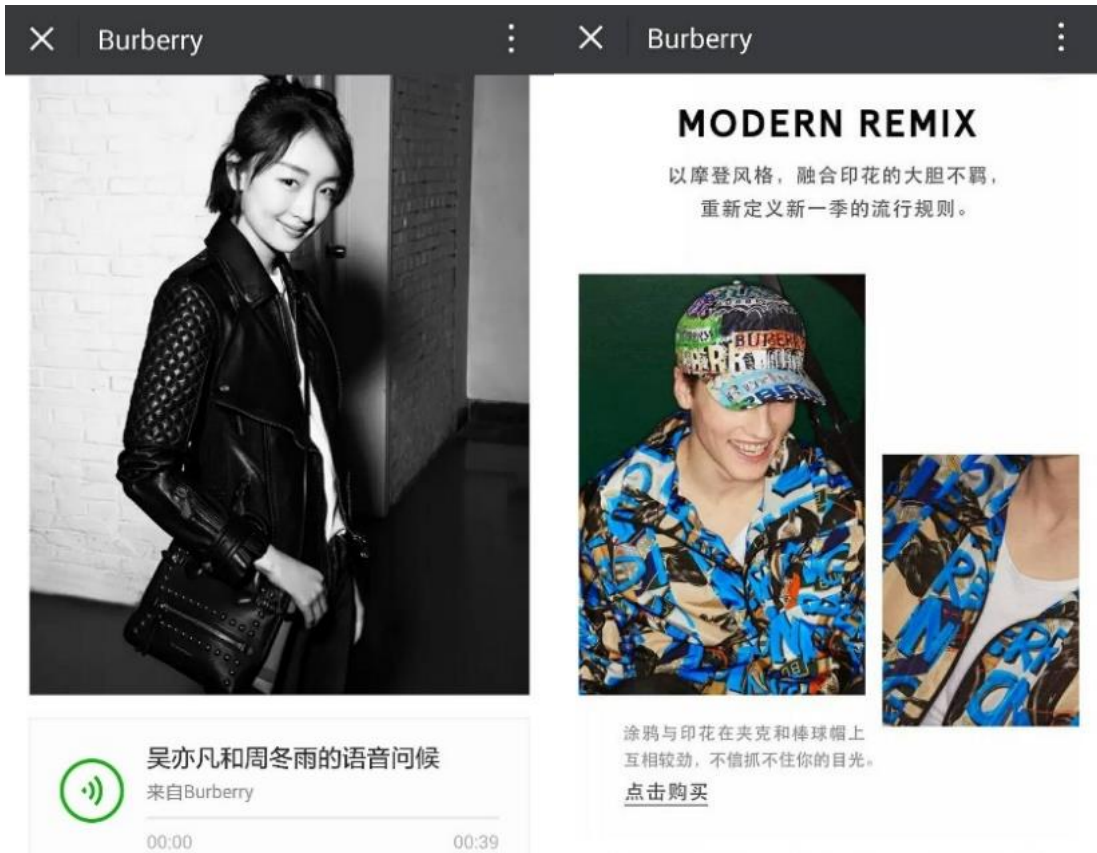 Burberry
吴亦凡和周冬雨的语音问候
来自Burberry
00:00
00:39
Burberry
MODERN REMIX
以摩登风格,融合印花的大胆不羁,
重新定义新一季的流行规则。
BURBER
涂鸦与印花在夹克和棒球帽上
互相较劲,不信抓不住你的目光。
点击购买